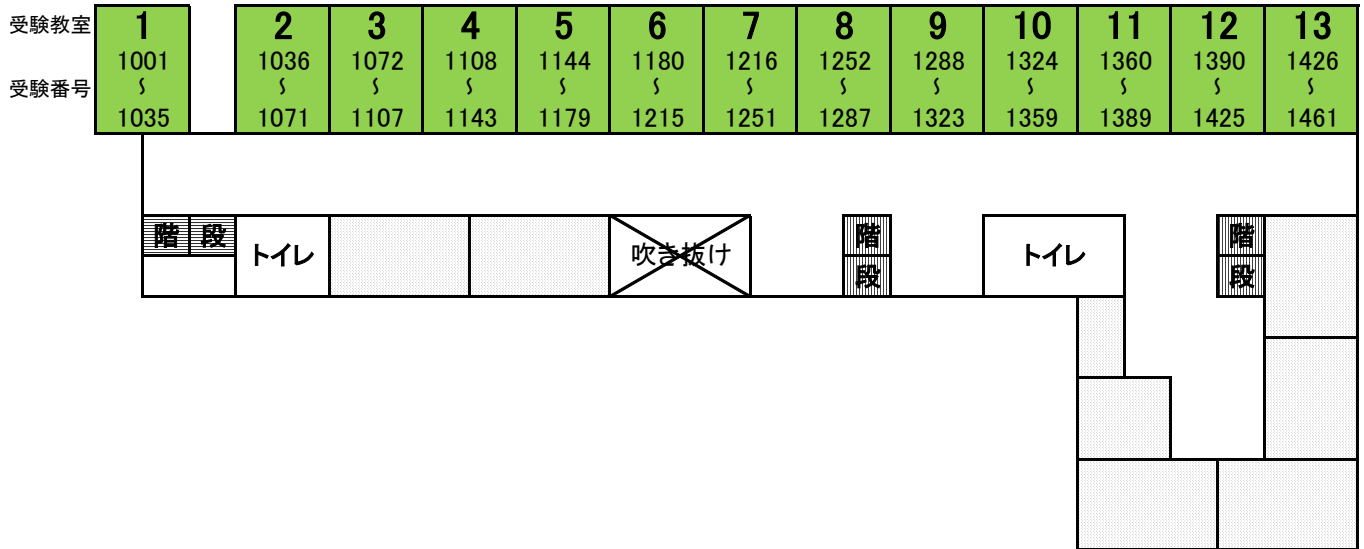 受験教室 1 2 3 4 5 6 7 8 9 10 11 12 13
1001 1036 1072 1108 1144 1180 1216 1252 1288 1324 1360 1390 1426
受験番号 ~ ~ ~ ~ ~ ~ ~ ~ ~ ~ ~ ~ ~
1035 1071 1107 1143 1179 1215 1251 1287 1323 1359 1389 1425 1461
階段 トイレ 吹き抜け 階段 トイレ 階段